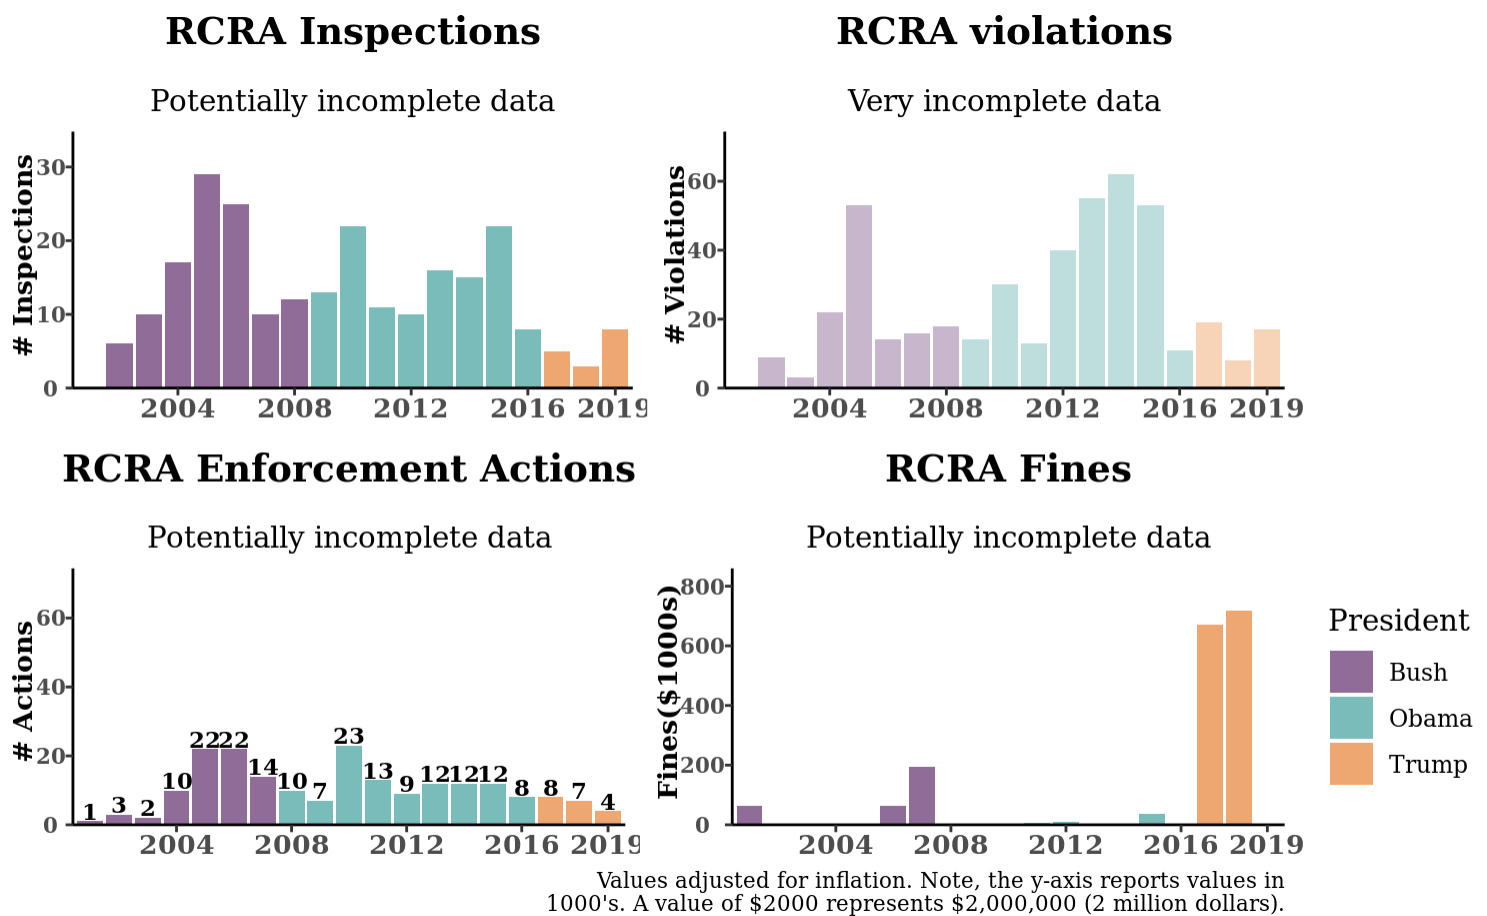 RCRA Inspections
Potentially incomplete data
# Inspections
30
20
10
0
2004 2008 2012 2016 2019
RCRA violations
Very incomplete data
# Violations
60
40
20
0
2004 2008 2012 2016 2019
RCRA Enforcement Actions
Potentially incomplete data
# Actions
60
40
20
0
1 3 2 10 22 22 14 10 7 23 13 9 12 12 12 8 8 7 4
2004 2008 2012 2016 2019
RCRA Fines
Potentially incomplete data
Fines($1000s)
800
600
400
200
0
2004 2008 2012 2016 2019
President
Bush
Obama
Trump
Values adjusted for inflation. Note, the y-axis reports values in
1000's. A value of $2000 represents $2,000,000 (2 million dollars).